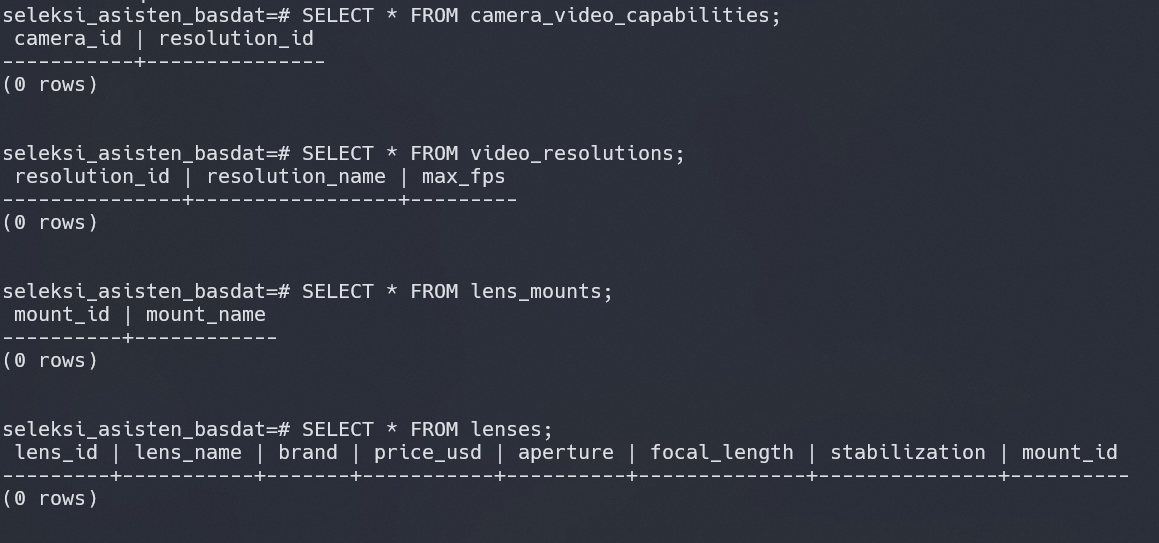 seleksi_asisten_basdat=# SELECT * FROM camera_video_capabilities;
 camera_id | resolution_id
-----------+---------------
(0 rows)

seleksi_asisten_basdat=# SELECT * FROM video_resolutions;
 resolution_id | resolution_name | max_fps
---------------+-----------------+---------
(0 rows)

seleksi_asisten_basdat=# SELECT * FROM lens_mounts;
 mount_id | mount_name
----------+------------
(0 rows)

seleksi_asisten_basdat=# SELECT * FROM lenses;
 lens_id | lens_name | brand | price_usd | aperture | focal_length | stabilization | mount_id
---------+-----------+-------+-----------+----------+--------------+---------------+----------
(0 rows)